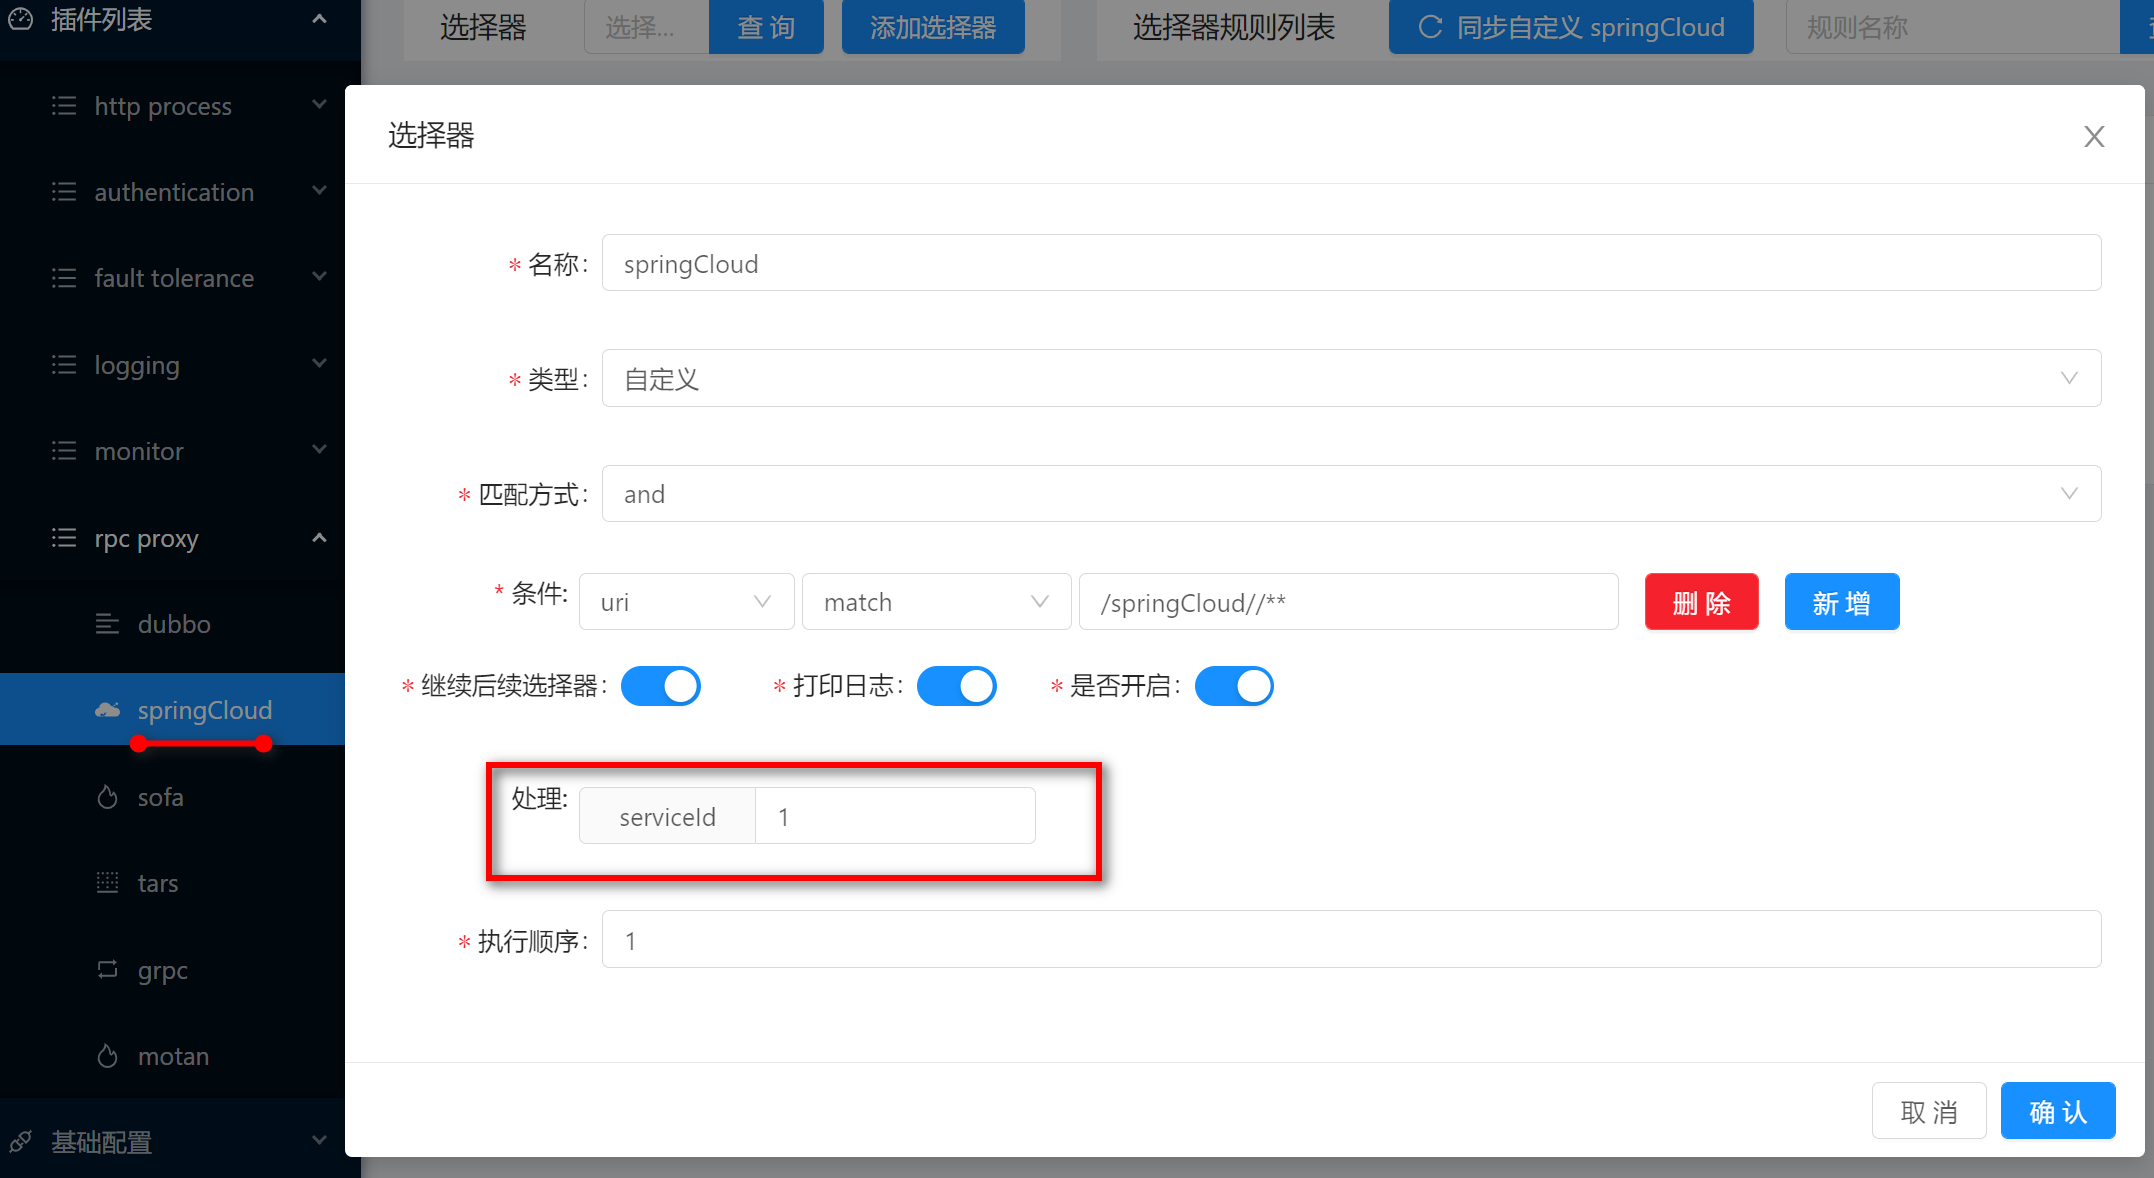 插件列表
http process
authentication
fault tolerance
logging
monitor
rpc proxy
dubbo
springCloud
sofa
tars
grpc
motan
基础配置
选择器 选择... 查 询 添加选择器 选择器规则列表 同步自定义 springCloud 规则名称
选择器
* 名称: springCloud
* 类型: 自定义
* 匹配方式: and
* 条件: uri match /springCloud//** 删 除 新 增
* 继续后续选择器: * 打印日志: * 是否开启:
处理: serviceId 1
* 执行顺序: 1
取 消 确 认